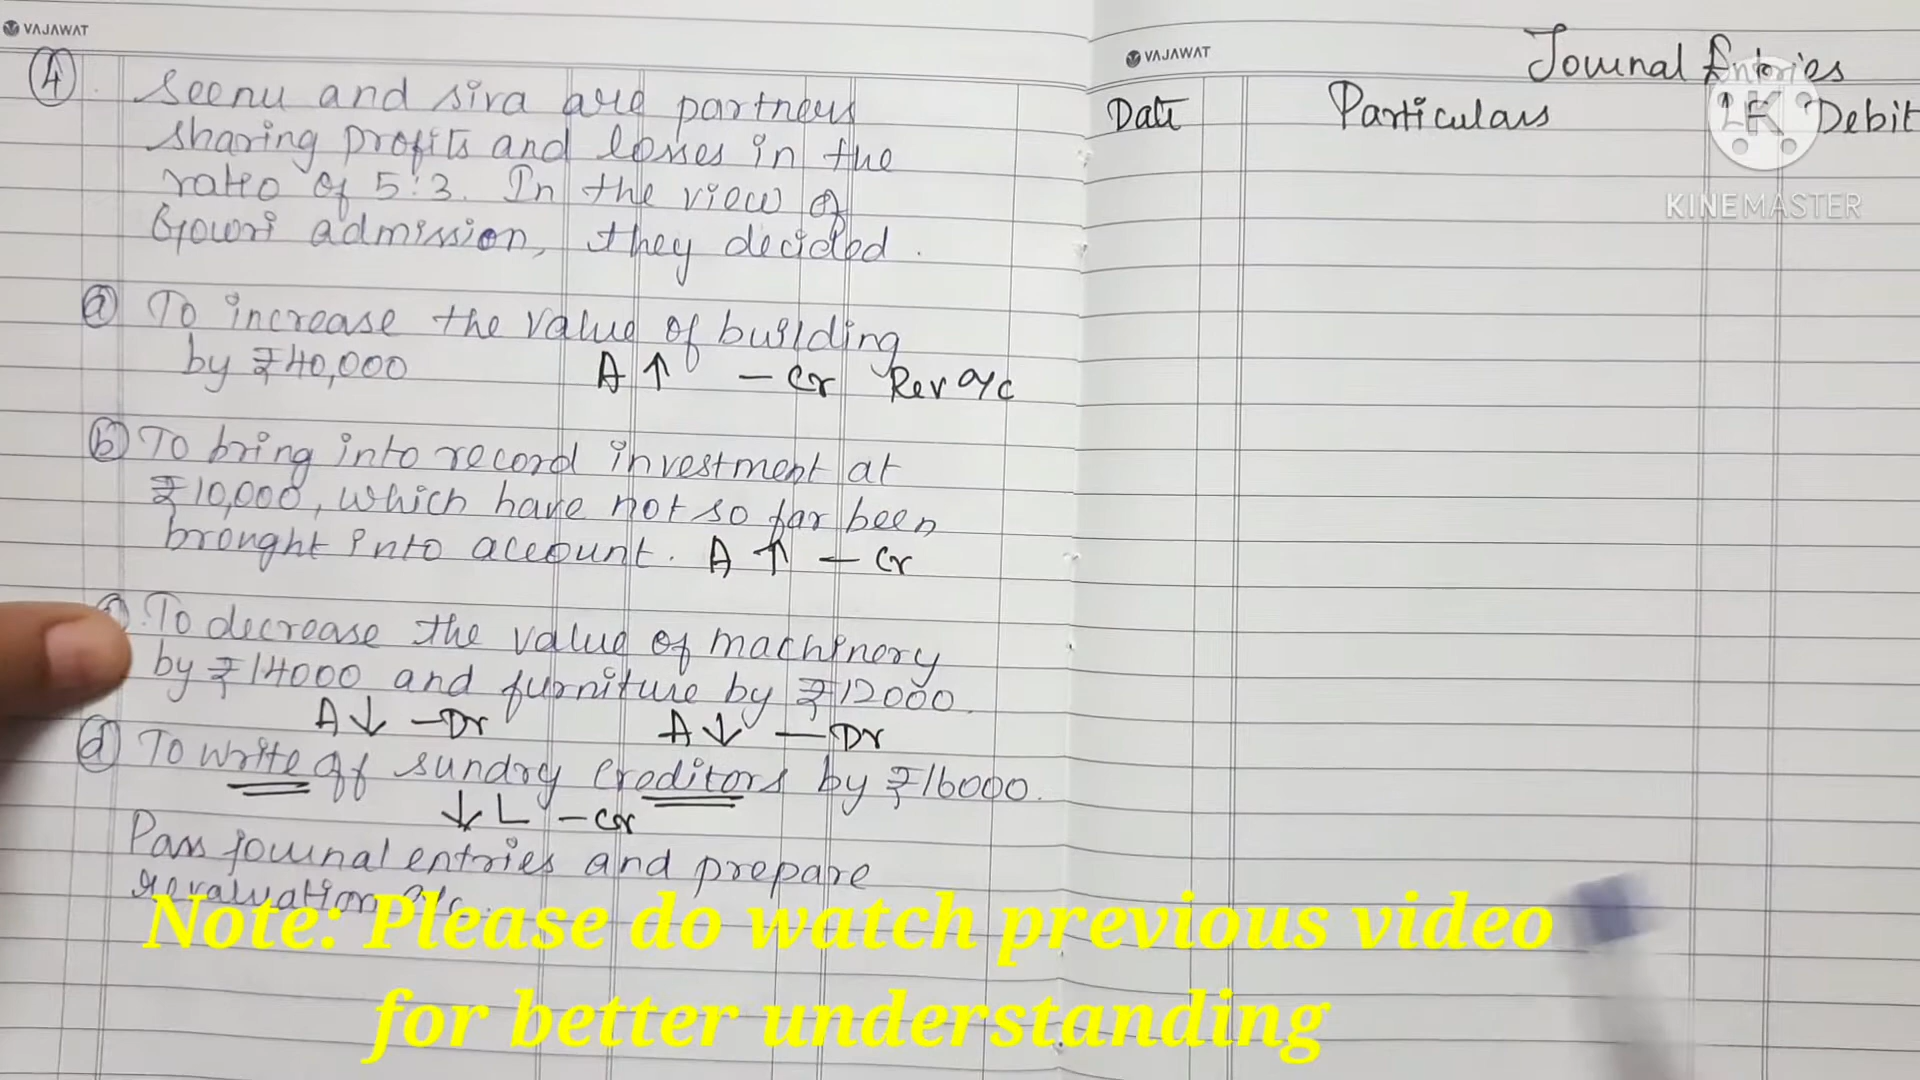 VAJAWAT
4. Seenu and Siva are partners
sharing profits and losses in the
ratio of 5:3. In the view of
Gowri admission, they decided.
a) To increase the value of building
by ₹40,000 A ↑ - Cr Rev a/c
b) To bring into record investment at
₹10,000, which have not so far been
brought into account. A ↑ - Cr
To decrease the value of machinery
by ₹14000 and furniture by ₹12000.
A ↓ - Dr A ↓ - Dr
d) To write off sundry creditors by ₹16000.
↓ L - Cr
Pass journal entries and prepare
revaluation a/c.
VAJAWAT
Journal Entries
Date Particulars Debit
KINEMASTER
Note: Please do watch previous video
for better understanding